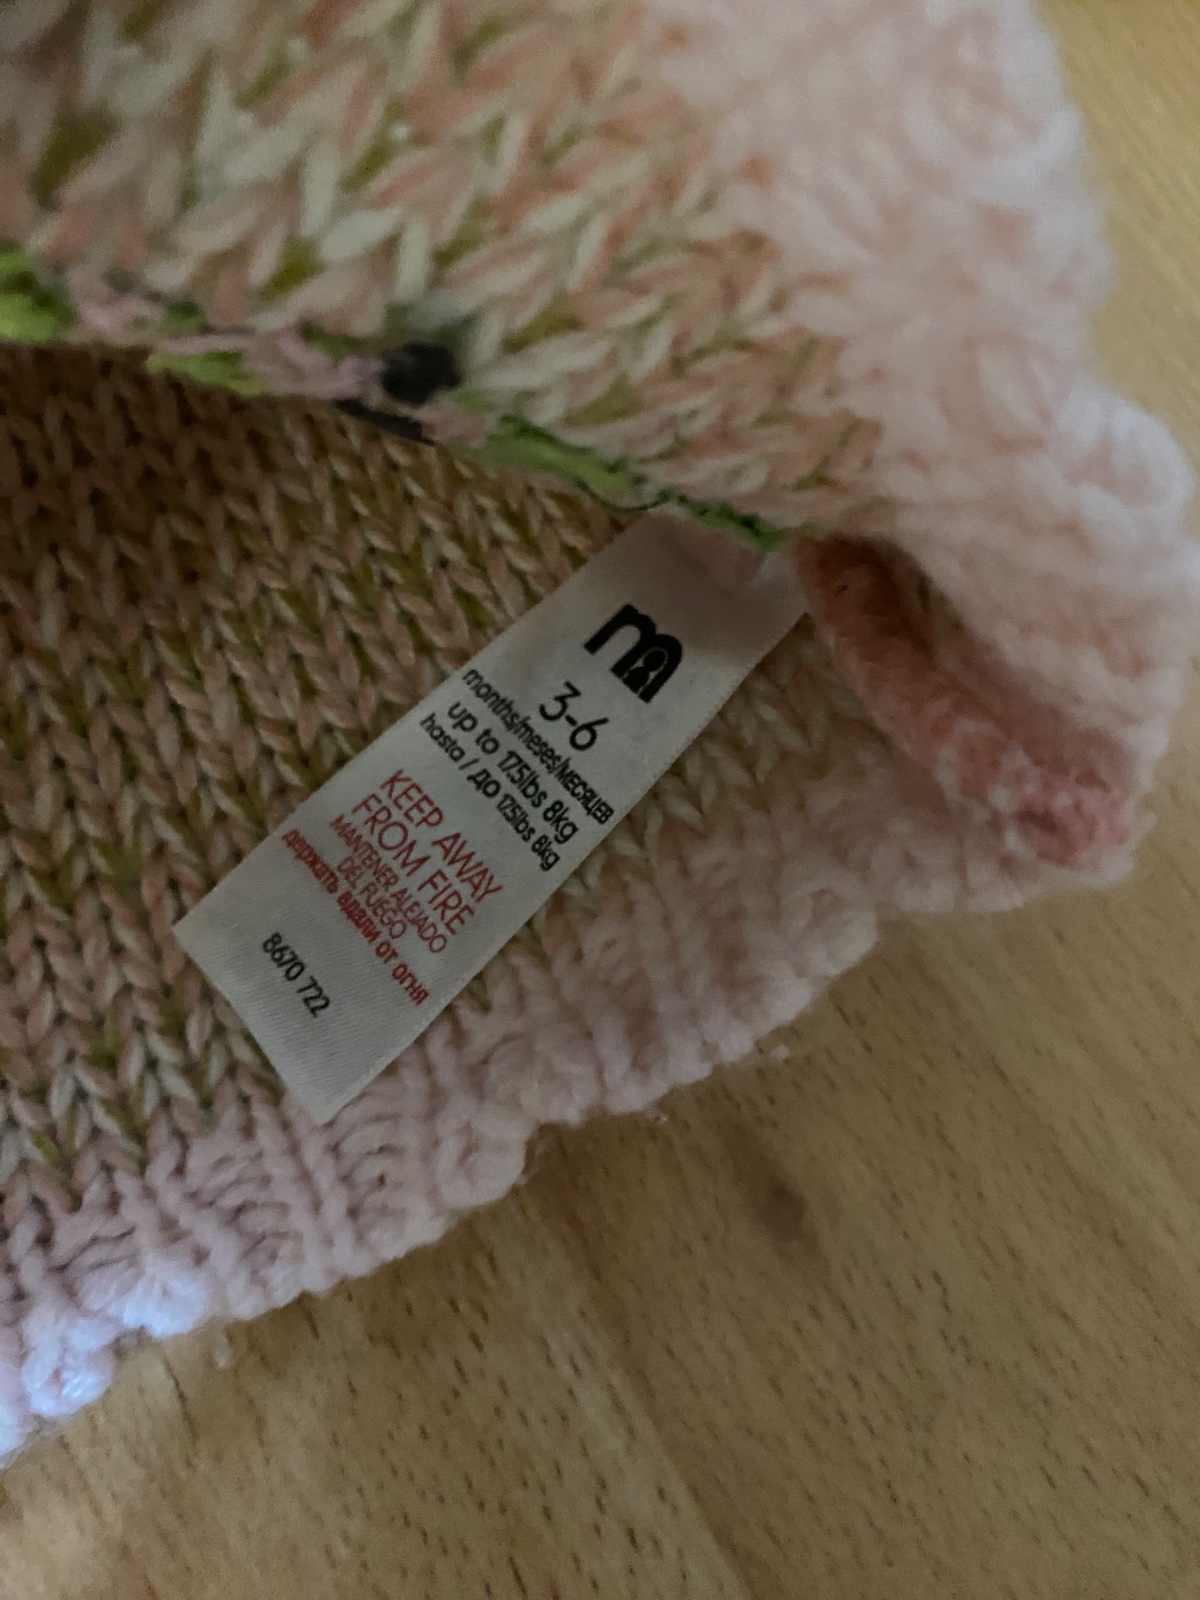 m
3-6
months/meses/МЕСЯЦЕВ
up to 17.5lbs 8kg
hasta / ДО 17.5lbs 8kg
KEEP AWAY
FROM FIRE
MANTENER ALEJADO
DEL FUEGO
держать вдали от огня
8670 722